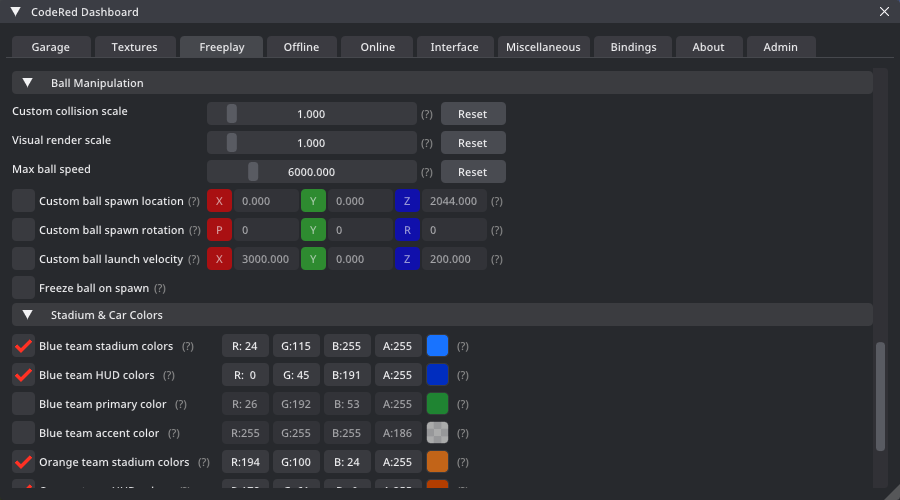 CodeRed Dashboard
Garage Textures Freeplay Offline Online Interface Miscellaneous Bindings About Admin
Ball Manipulation
Custom collision scale 1.000 (?) Reset
Visual render scale 1.000 (?) Reset
Max ball speed 6000.000 (?) Reset
Custom ball spawn location (?) X 0.000 Y 0.000 Z 2044.000 (?)
Custom ball spawn rotation (?) P 0 Y 0 R 0 (?)
Custom ball launch velocity (?) X 3000.000 Y 0.000 Z 200.000 (?)
Freeze ball on spawn (?)
Stadium & Car Colors
Blue team stadium colors (?) R: 24 G:115 B:255 A:255 (?)
Blue team HUD colors (?) R: 0 G: 45 B:191 A:255 (?)
Blue team primary color (?) R: 26 G:192 B: 53 A:255 (?)
Blue team accent color (?) R:255 G:255 B:255 A:186 (?)
Orange team stadium colors (?) R:194 G:100 B: 24 A:255 (?)